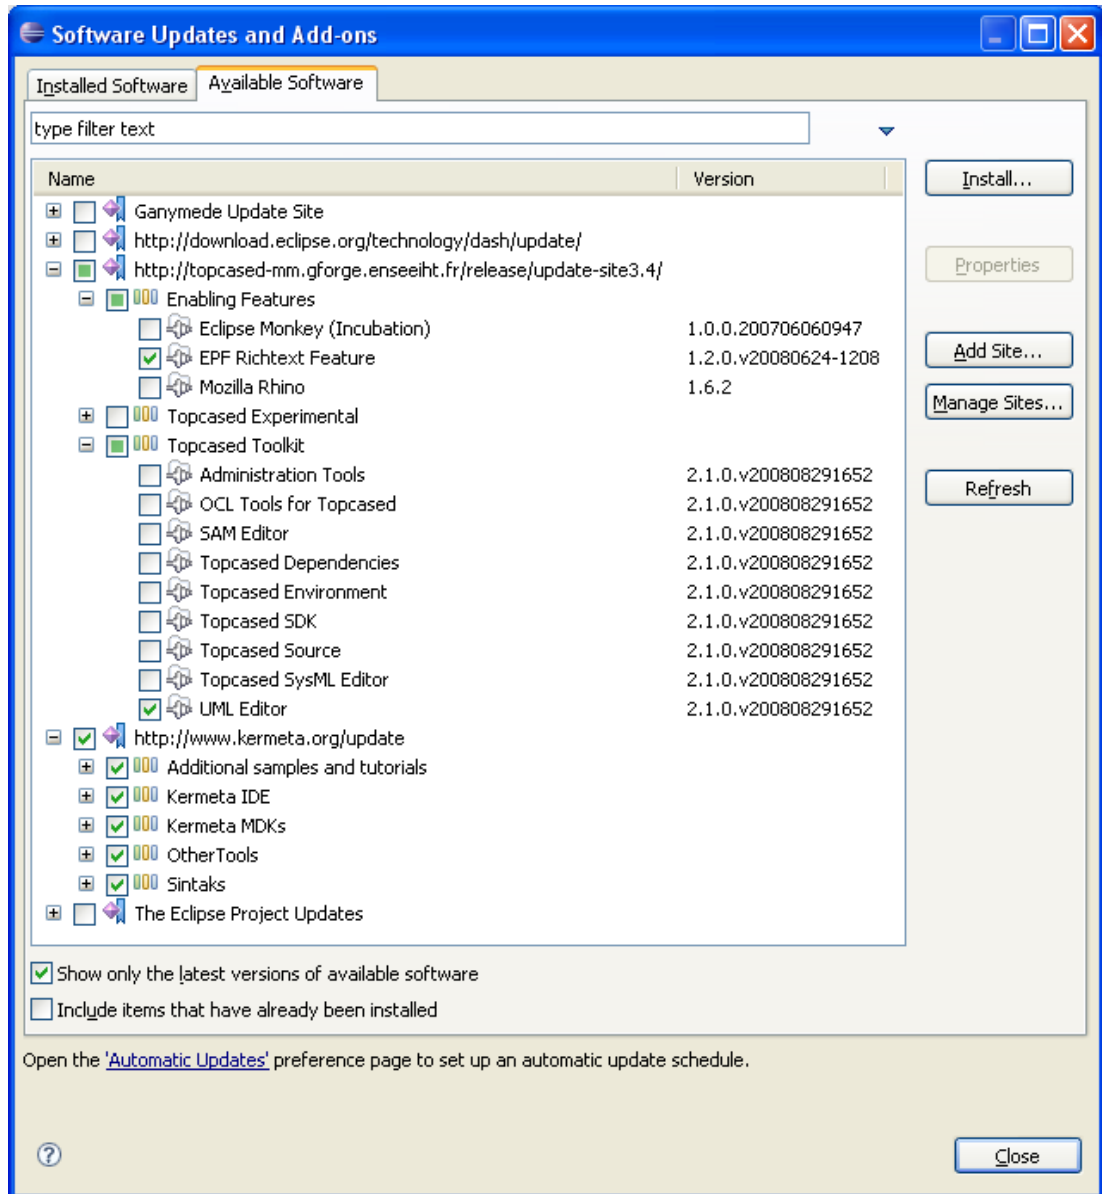 Software Updates and Add-ons
Installed Software Available Software
type filter text
Name Version
Install...
Ganymede Update Site
http://download.eclipse.org/technology/dash/update/
http://topcased-mm.gforge.enseeiht.fr/release/update-site3.4/
Properties
Enabling Features
Eclipse Monkey (Incubation) 1.0.0.200706060947
EPF Richtext Feature 1.2.0.v20080624-1208
Add Site...
Mozilla Rhino 1.6.2
Manage Sites...
Topcased Experimental
Topcased Toolkit
Administration Tools 2.1.0.v200808291652
Refresh
OCL Tools for Topcased 2.1.0.v200808291652
SAM Editor 2.1.0.v200808291652
Topcased Dependencies 2.1.0.v200808291652
Topcased Environment 2.1.0.v200808291652
Topcased SDK 2.1.0.v200808291652
Topcased Source 2.1.0.v200808291652
Topcased SysML Editor 2.1.0.v200808291652
UML Editor 2.1.0.v200808291652
http://www.kermeta.org/update
Additional samples and tutorials
Kermeta IDE
Kermeta MDKs
OtherTools
Sintaks
The Eclipse Project Updates
Show only the latest versions of available software
Include items that have already been installed
Open the 'Automatic Updates' preference page to set up an automatic update schedule.
?
Close